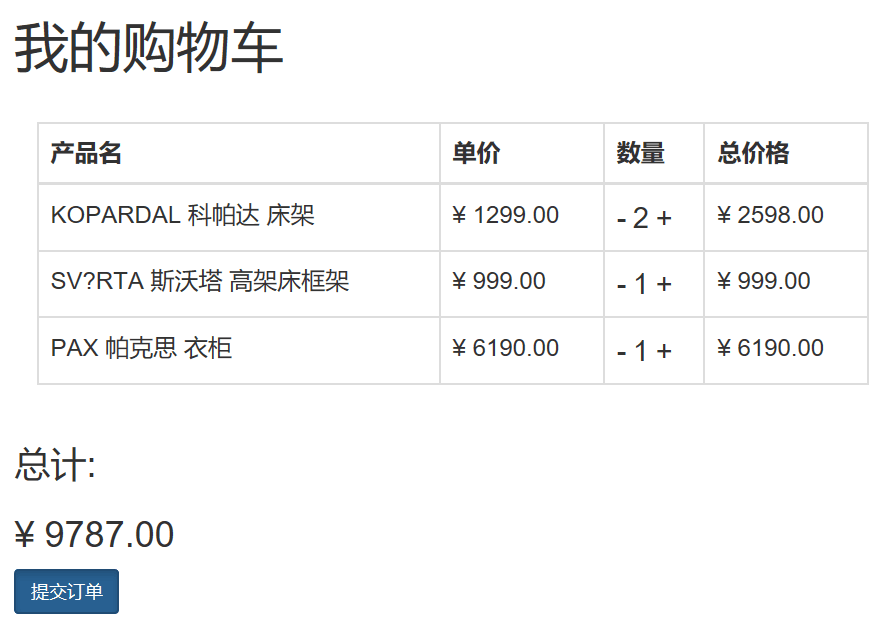 我的购物车
产品名 单价 数量 总价格
KOPARDAL 科帕达 床架 ¥ 1299.00 - 2 + ¥ 2598.00
SV?RTA 斯沃塔 高架床框架 ¥ 999.00 - 1 + ¥ 999.00
PAX 帕克思 衣柜 ¥ 6190.00 - 1 + ¥ 6190.00
总计:
¥ 9787.00
提交订单